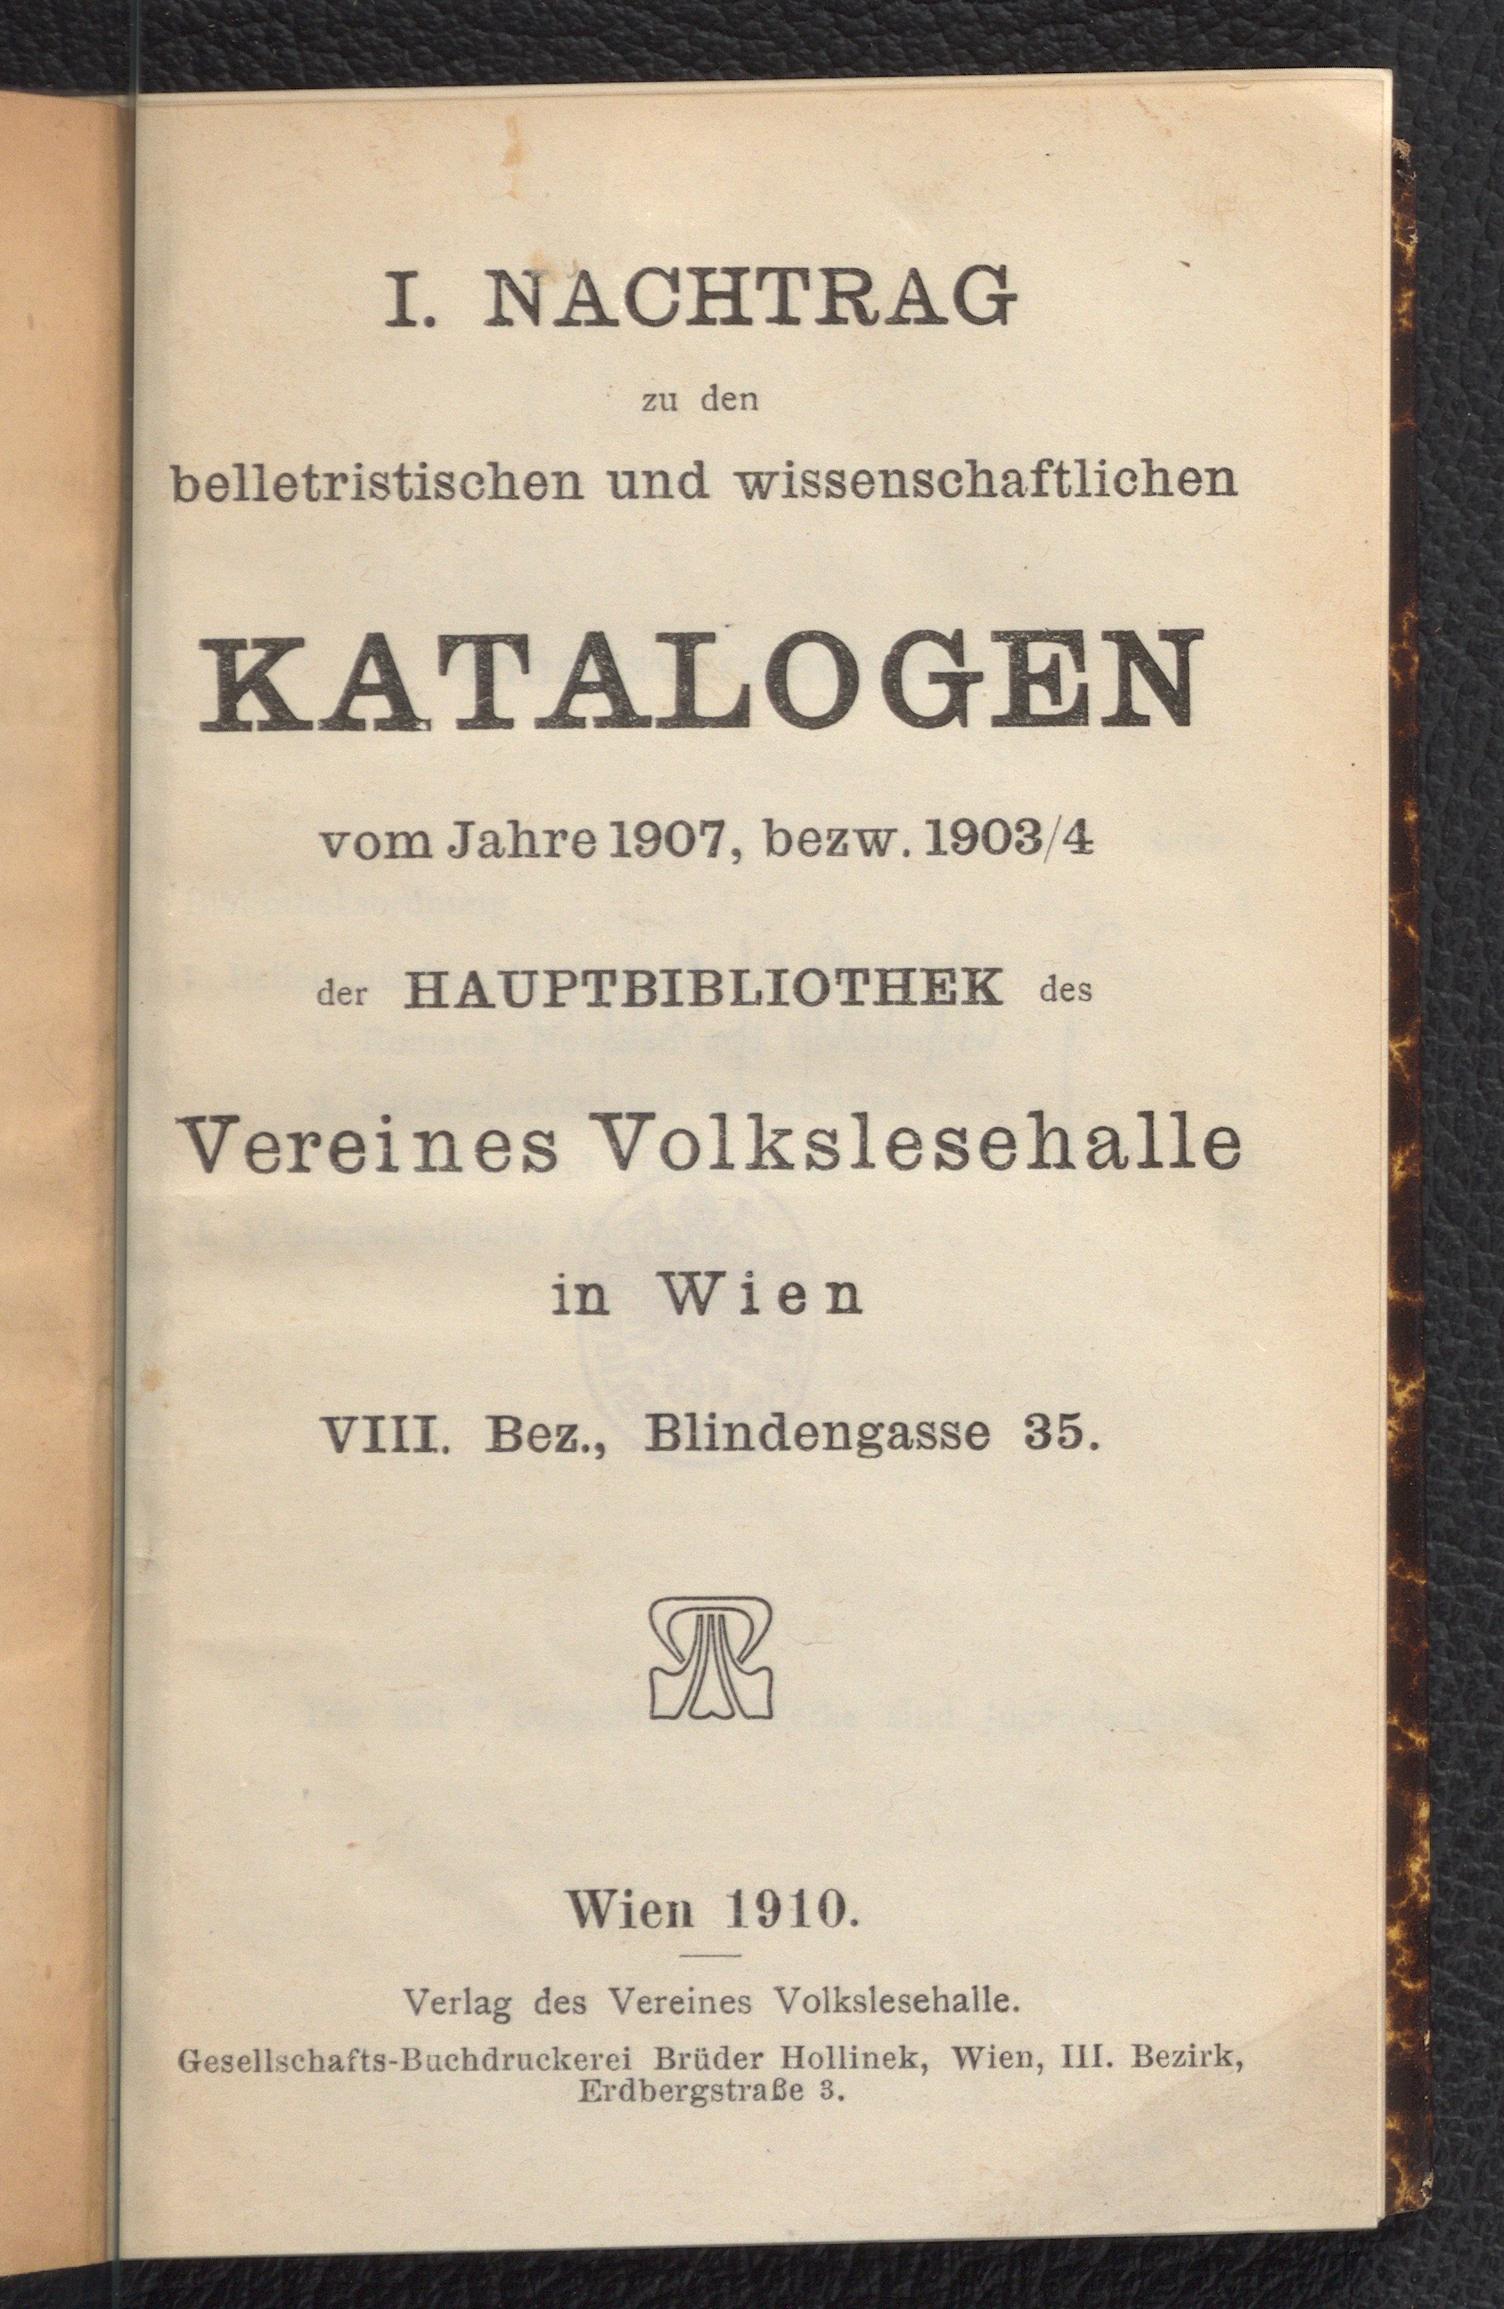 I. NACHTRAG
zu den
belletristischen und wissenschaftlichen
KATALOGEN
vom Jahre 1907, bezw. 1903/4
der HAUPTBIBLIOTHEK des
Vereines Volkslesehalle
in Wien
VIII. Bez., Blindengasse 35.
Wien 1910.
Verlag des Vereines Volkslesehalle.
Gesellschafts-Buchdruckerei Brüder Hollinek, Wien, III. Bezirk,
Erdbergstraße 3.